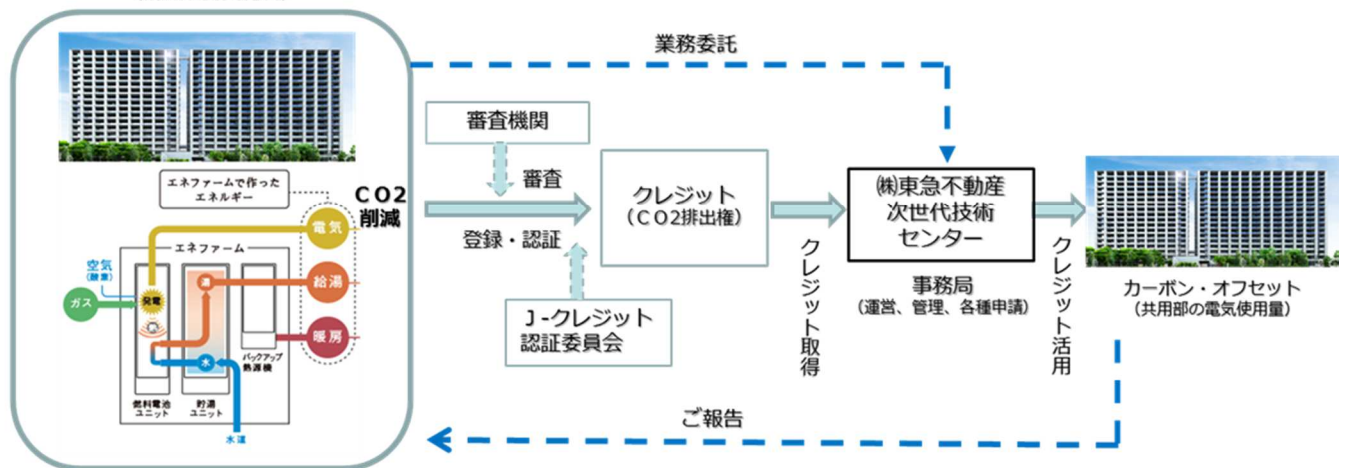 業務委託
審査機関
審査
エネファームで作った
エネルギー
CO2
削減
電気
エネファーム
空気
(酸素)
ガス
発電
湯
給湯
暖房
水
バックアップ
熱源機
燃料電池
ユニット
貯湯
ユニット
水道
登録・認証
J-クレジット
認証委員会
クレジット
(CO2排出権)
クレジット取得
㈱東急不動産
次世代技術
センター
事務局
(運営、管理、各種申請)
クレジット活用
カーボン・オフセット
(共用部の電気使用量)
ご報告